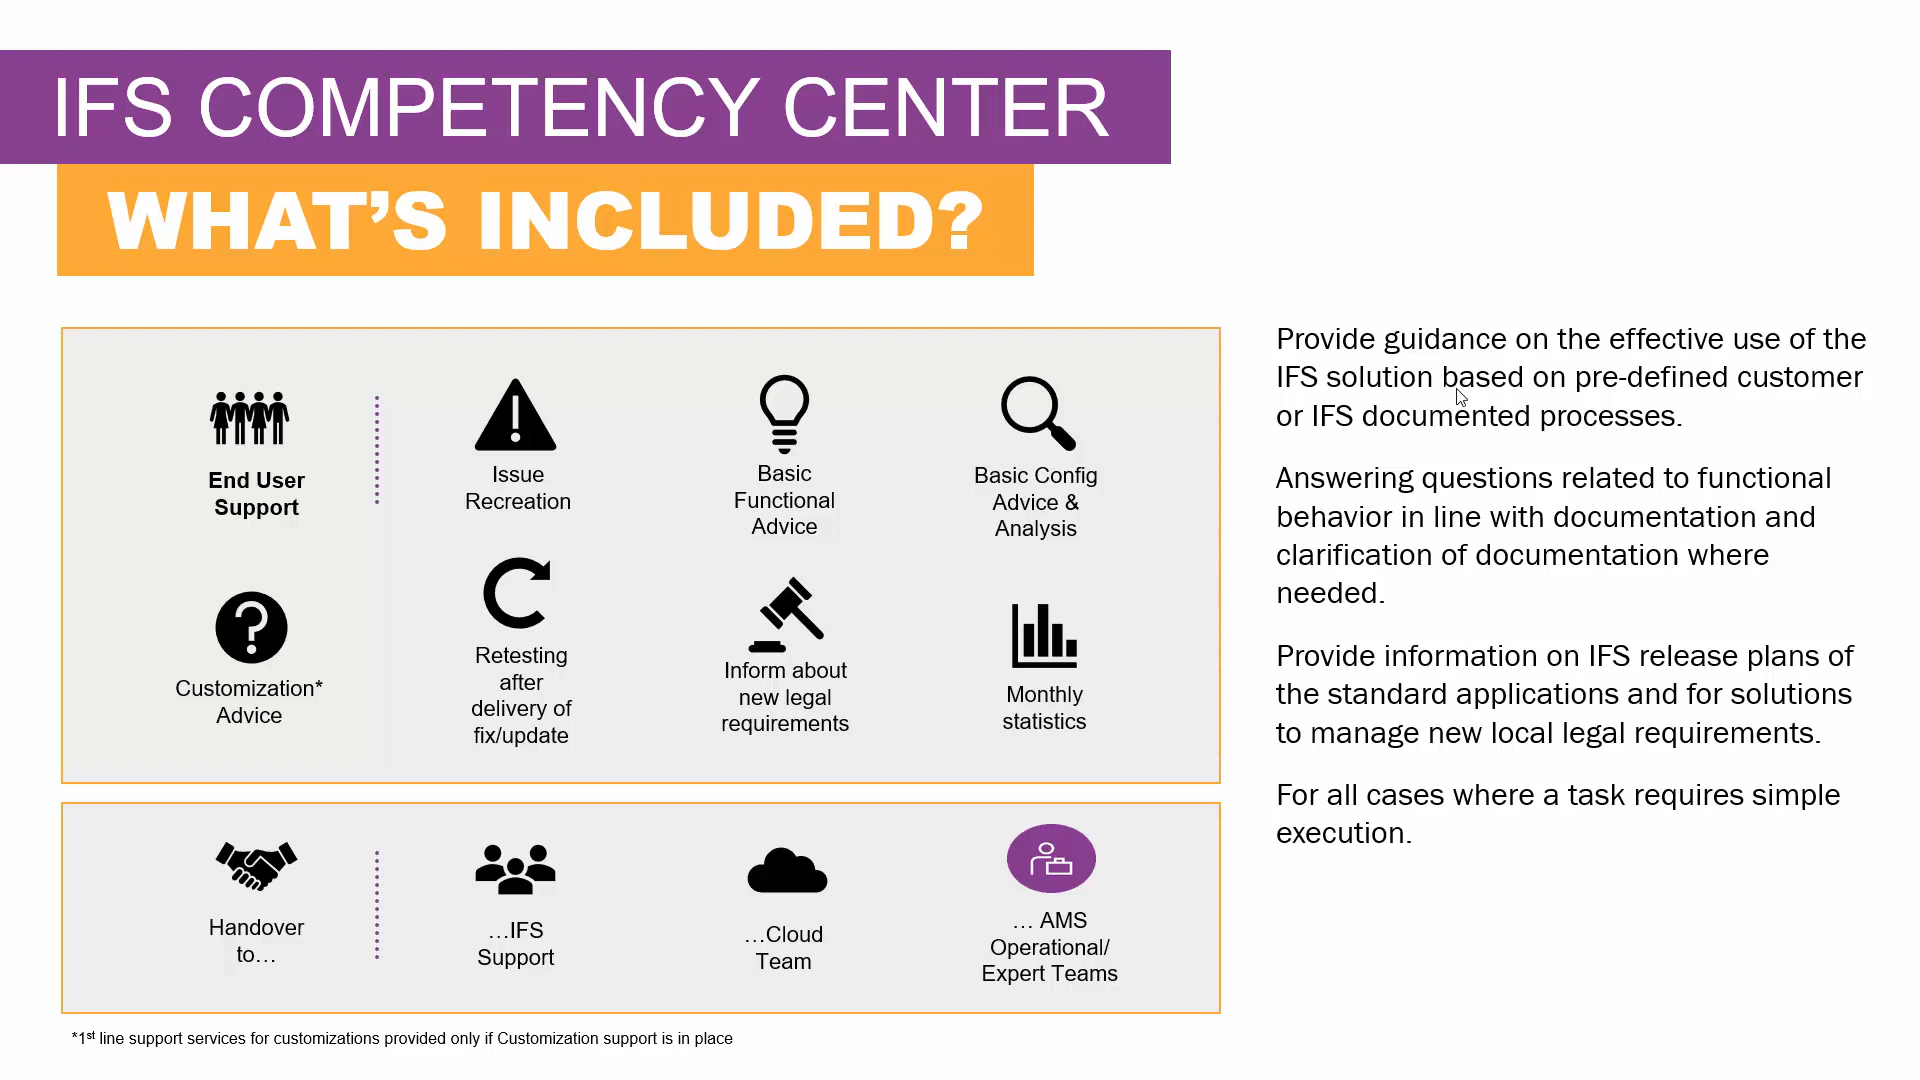 IFS COMPETENCY CENTER
WHAT'S INCLUDED?
End User
Support
Issue
Recreation
Basic
Functional
Advice
Basic Config
Advice &
Analysis
Customization*
Advice
Retesting
after
delivery of
fix/update
Inform about
new legal
requirements
Monthly
statistics
Handover
to…
…IFS
Support
…Cloud
Team
… AMS
Operational/
Expert Teams
*1st line support services for customizations provided only if Customization support is in place
Provide guidance on the effective use of the
IFS solution based on pre-defined customer
or IFS documented processes.
Answering questions related to functional
behavior in line with documentation and
clarification of documentation where
needed.
Provide information on IFS release plans of
the standard applications and for solutions
to manage new local legal requirements.
For all cases where a task requires simple
execution.